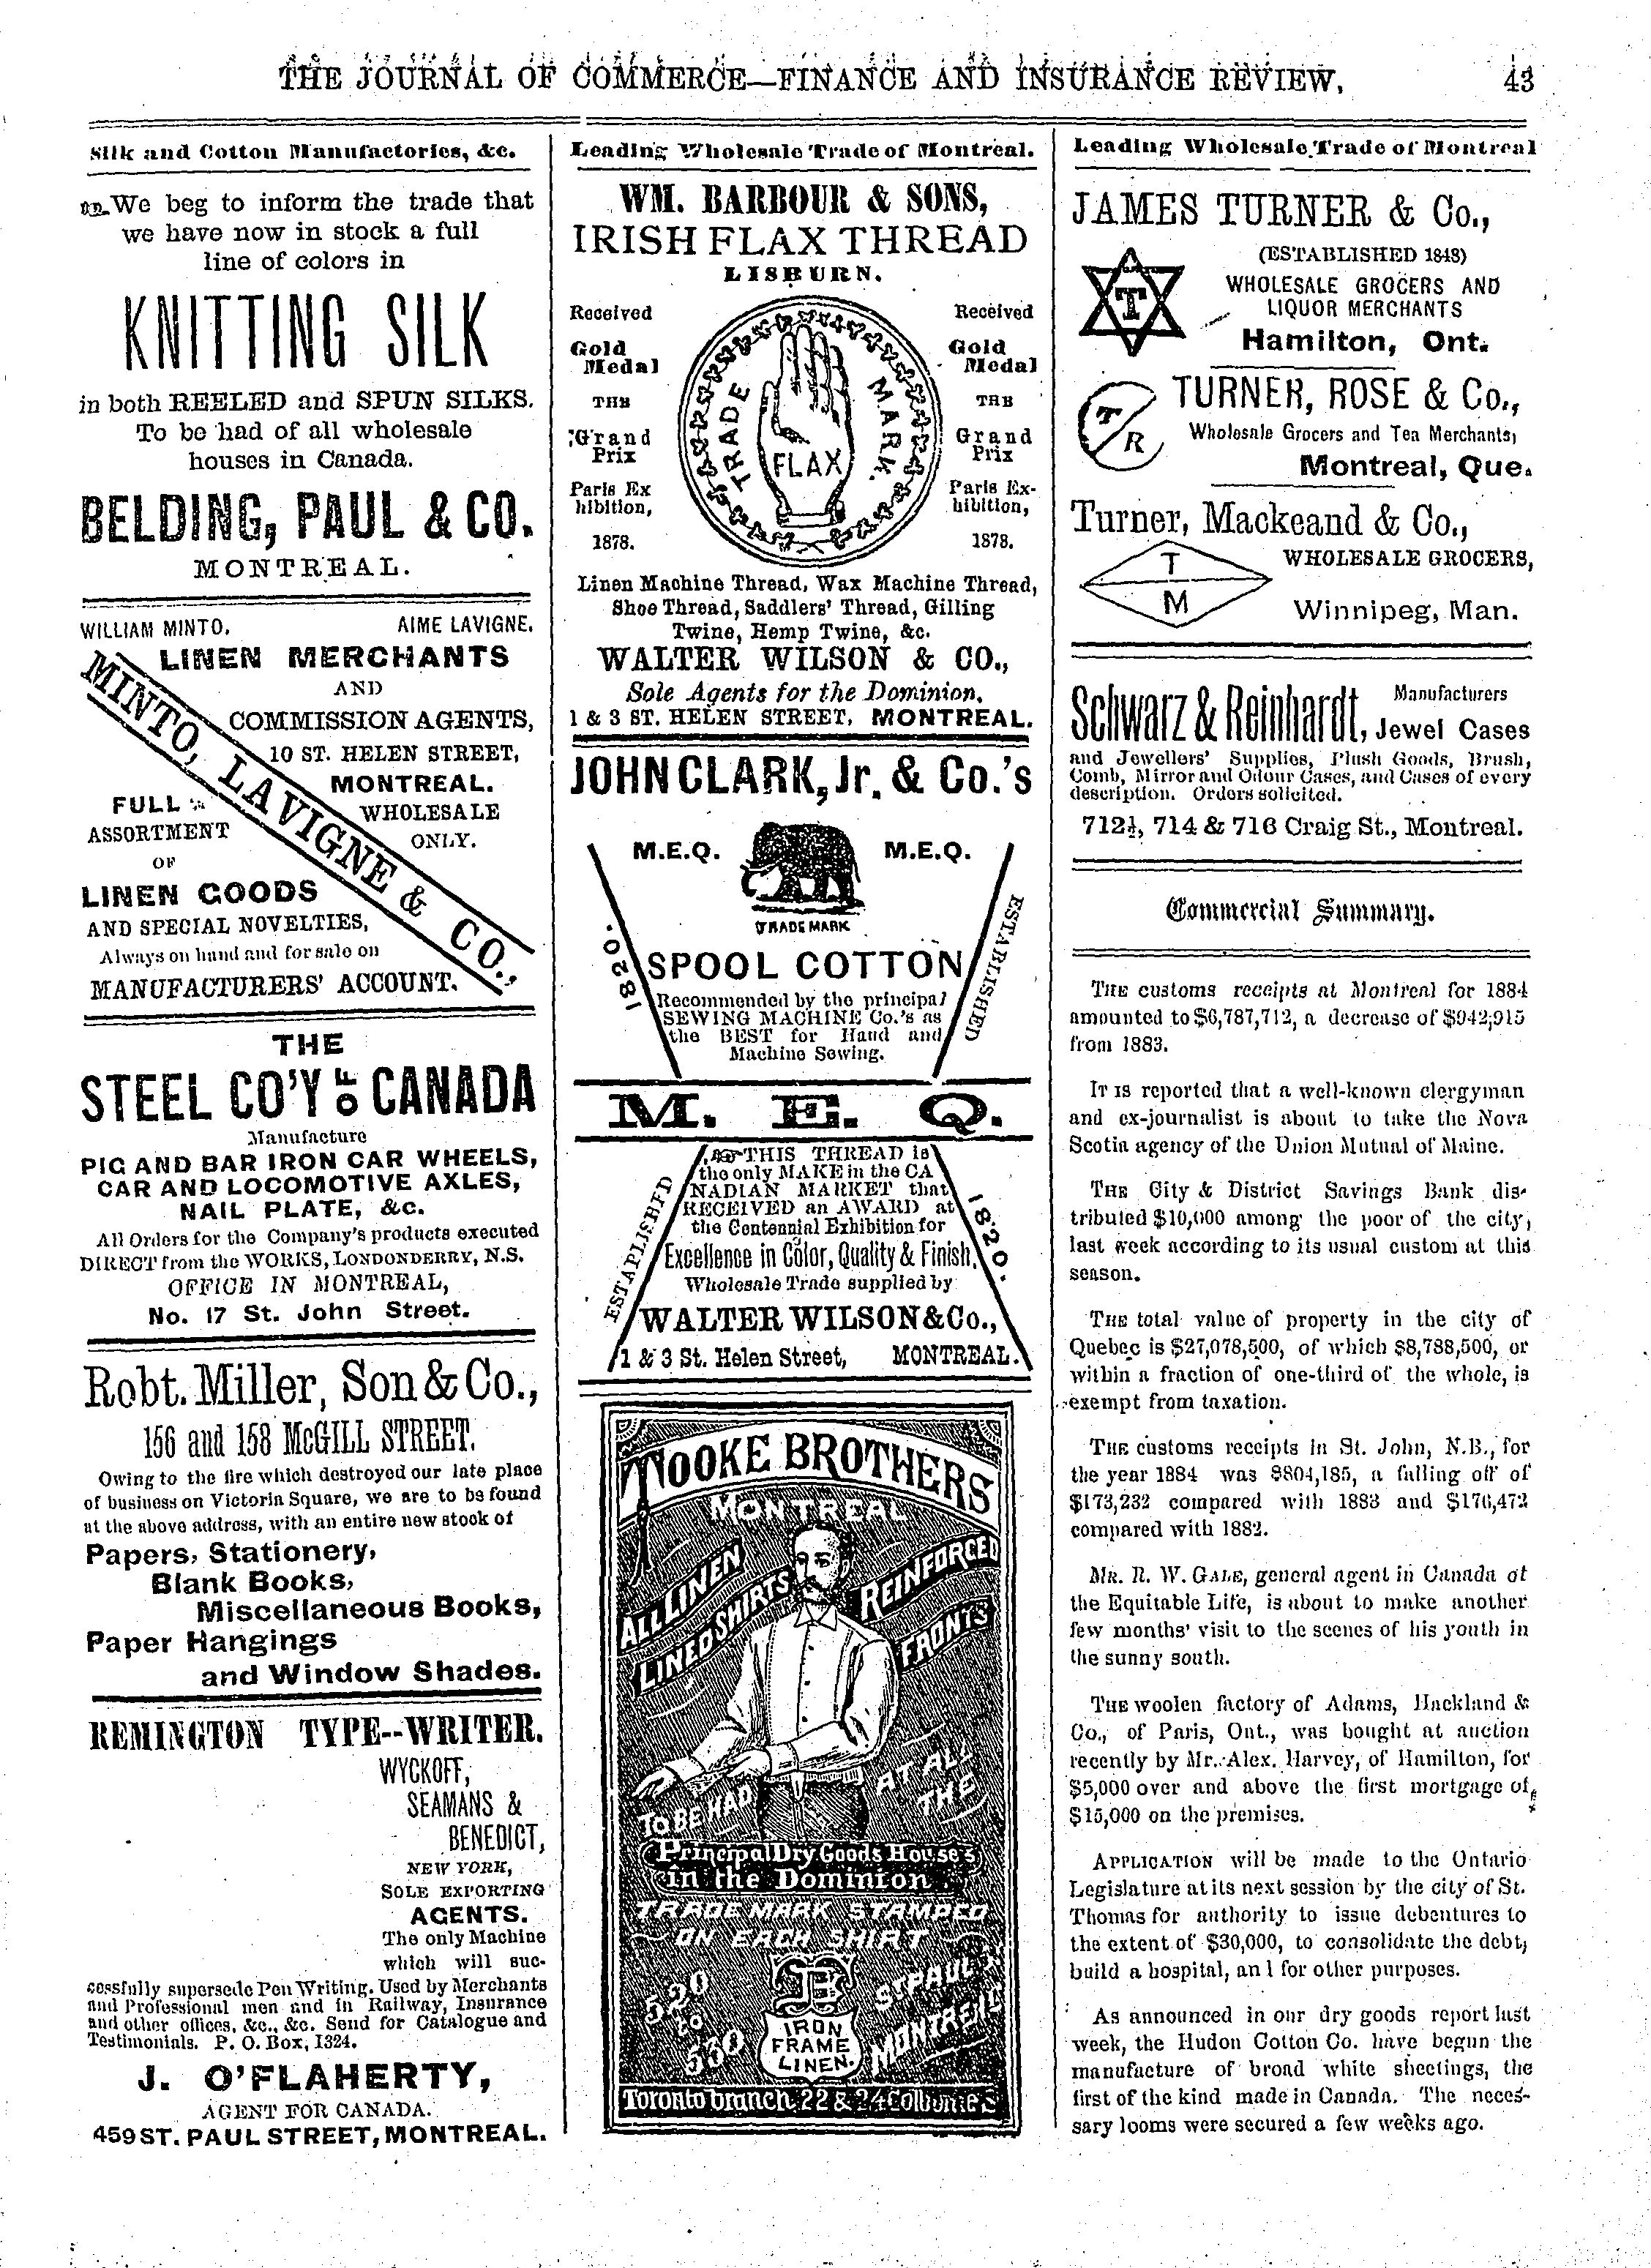 THE JOURNAL OF COMMERCE—FINANCE AND INSURANCE REVIEW. 43
Silk and Cotton Manufactories, &c.
We beg to inform the trade that
we have now in stock a full
line of colors in
KNITTING SILK
in both REELED and SPUN SILKS.
To be had of all wholesale
houses in Canada.
BELDING, PAUL & CO.
MONTREAL.
WILLIAM MINTO. AIME LAVIGNE.
LINEN MERCHANTS
AND
COMMISSION AGENTS,
10 ST. HELEN STREET,
MONTREAL.
WHOLESALE
ONLY.
MINTO, LAVIGNE & CO.,
FULL
ASSORTMENT
OF
LINEN GOODS
AND SPECIAL NOVELTIES,
Always on hand and for sale on
MANUFACTURERS' ACCOUNT.
THE
STEEL CO'Y OF CANADA
Manufacture
PIG AND BAR IRON CAR WHEELS,
CAR AND LOCOMOTIVE AXLES,
NAIL PLATE, &c.
All Orders for the Company's products executed
DIRECT from the WORKS, LONDONDERRY, N.S.
OFFICE IN MONTREAL,
No. 17 St. John Street.
Robt. Miller, Son & Co.,
156 and 158 McGILL STREET.
Owing to the fire which destroyed our late place
of business on Victoria Square, we are to be found
at the above address, with an entire new stock of
Papers, Stationery,
Blank Books,
Miscellaneous Books,
Paper Hangings
and Window Shades.
REMINGTON TYPE--WRITER.
WYCKOFF,
SEAMANS &
BENEDICT,
NEW YORK,
SOLE EXPORTING
AGENTS.
The only Machine
which will suc-
cessfully supersede Pen Writing. Used by Merchants
and Professional men and in Railway, Insurance
and other offices, &c., &c. Send for Catalogue and
Testimonials. P. O. Box, 1324.
J. O'FLAHERTY,
AGENT FOR CANADA.
459 ST. PAUL STREET, MONTREAL.
Leading Wholesale Trade of Montreal.
WM. BARBOUR & SONS,
IRISH FLAX THREAD
LISBURN.
Received
Gold
Medal
THE
Grand
Prix
Paris Ex
hibition,
1878.
TRADE MARK.
FLAX
Received
Gold
Medal
THE
Grand
Prix
Paris Ex-
hibition,
1878.
Linen Machine Thread, Wax Machine Thread,
Shoe Thread, Saddlers' Thread, Gilling
Twine, Hemp Twine, &c.
WALTER WILSON & CO.,
Sole Agents for the Dominion.
1 & 3 ST. HELEN STREET, MONTREAL.
JOHN CLARK, Jr. & Co.'s
M.E.Q. M.E.Q.
TRADE MARK
1820. ESTABLISHED
SPOOL COTTON
Recommended by the principal
SEWING MACHINE Co.'s as
the BEST for Hand and
Machine Sewing.
M. E. Q.
THIS THREAD is
the only MAKE in the CA
NADIAN MARKET that
RECEIVED an AWARD at
the Centennial Exhibition for
Excellence in Color, Quality & Finish.
ESTABLISHED 1820.
Wholesale Trade supplied by
WALTER WILSON & Co.,
1 & 3 St. Helen Street, MONTREAL.
TOOKE BROTHERS
MONTREAL
ALL LINEN
LINED SHIRTS
REINFORCED
FRONTS
TO BE HAD
AT ALL
THE
Principal Dry Goods Houses
in the Dominion
TRADE MARK STAMPED
ON EACH SHIRT
520
to
530
TB
IRON
FRAME
LINEN.
ST PAUL ST
MONTREAL
Toronto branch 22 & 24 Colborne S
Leading Wholesale Trade of Montreal
JAMES TURNER & Co.,
(ESTABLISHED 1848)
T
WHOLESALE GROCERS AND
LIQUOR MERCHANTS
Hamilton, Ont.
T/R
TURNER, ROSE & Co.,
Wholesale Grocers and Tea Merchants,
Montreal, Que.
Turner, Mackeand & Co.,
T
M
WHOLESALE GROCERS,
Winnipeg, Man.
Schwarz & Reinhardt, Manufacturers
Jewel Cases
and Jewellers' Supplies, Plush Goods, Brush,
Comb, Mirror and Odour Cases, and Cases of every
description. Orders solicited.
712½, 714 & 716 Craig St., Montreal.
Commercial Summary.
THE customs receipts at Montreal for 1884
amounted to $6,787,712, a decrease of $942,915
from 1883.
IT IS reported that a well-known clergyman
and ex-journalist is about to take the Nova
Scotia agency of the Union Mutual of Maine.
THE City & District Savings Bank dis-
tributed $10,000 among the poor of the city,
last week according to its usual custom at this
season.
THE total value of property in the city of
Quebec is $27,078,500, of which $8,788,500, or
within a fraction of one-third of the whole, is
exempt from taxation.
THE customs receipts in St. John, N.B., for
the year 1884 was $804,185, a falling off of
$173,232 compared with 1883 and $176,472
compared with 1882.
MR. R. W. GALE, general agent in Canada of
the Equitable Life, is about to make another
few months' visit to the scenes of his youth in
the sunny south.
THE woolen factory of Adams, Hackland &
Co., of Paris, Ont., was bought at auction
recently by Mr. Alex. Harvey, of Hamilton, for
$5,000 over and above the first mortgage of
$15,000 on the premises.
APPLICATION will be made to the Ontario
Legislature at its next session by the city of St.
Thomas for authority to issue debentures to
the extent of $30,000, to consolidate the debt,
build a hospital, and for other purposes.
As announced in our dry goods report last
week, the Hudon Cotton Co. have begun the
manufacture of broad white sheetings, the
first of the kind made in Canada. The neces-
sary looms were secured a few weeks ago.